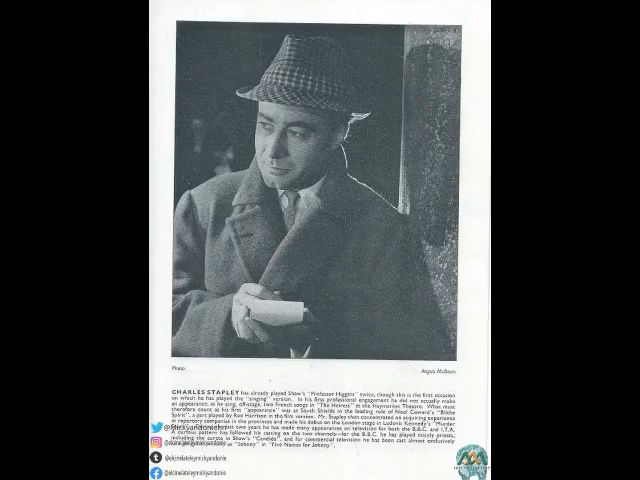 Photo:
Angus McBean
CHARLES STAPLEY has already played Shaw's "Professor Higgins" twice, though this is the first occasion
on which he has played the "singing" version. In his first professional engagement he did not actually make
an appearance, as he sang, off-stage, two French songs in "The Heiress" at the Haymarket Theatre. What must
therefore count as his first "appearance" was at South Shields in the leading role of Noel Coward's "Blithe
Spirit", a part played by Rex Harrison in the film version. Mr. Stapley then concentrated on acquiring experience
in repertory companies in the provinces and made his debut on the London stage in Ludovic Kennedy's "Murder
last two years he has made many appearances on television for both the B.B.C. and I.T.A.
A curious pattern has followed his casting on the two channels—for the B.B.C. he has played mainly priests,
including the curate in Shaw's "Candida", and for commercial television he has been cast almost exclusively
as "Johnny" in "Five Names for Johnny".
@elcinelateleymickyandonie
@elcinelateleymickyandonie